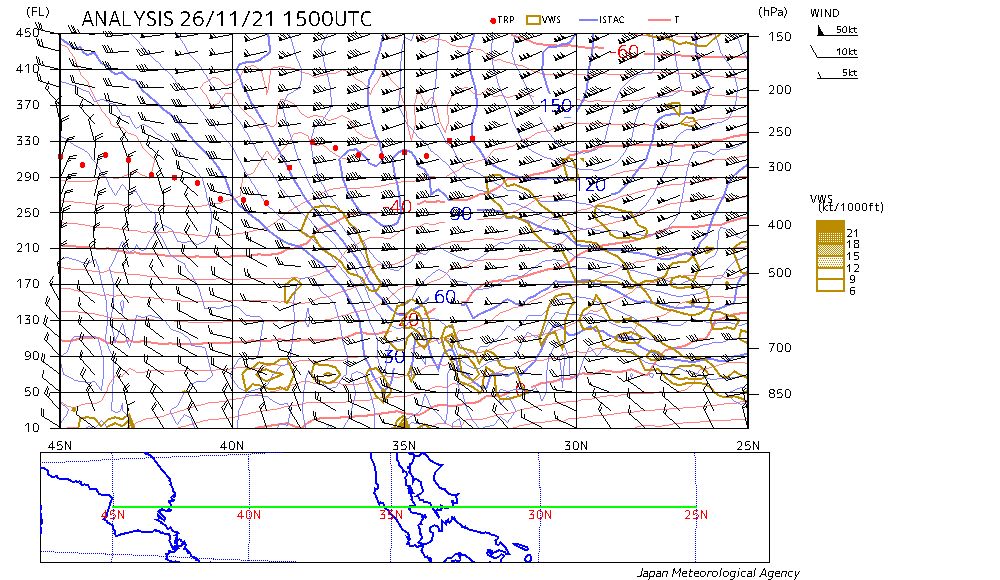 (FL) ANALYSIS 26/11/21 1500UTC TRP VWS ISTAC T (hPa) WIND
450 -60 150 50kt
410 10kt
5kt
370 150 200
330 250
290 120 300
250 -40 90
VWS
(kt/1000ft)
210 400
21
18
15
12
9
6
170 60 500
130 -20
90 30 700
50 850
10
45N 40N 35N 30N 25N
45N 40N 35N 30N 25N
Japan Meteorological Agency